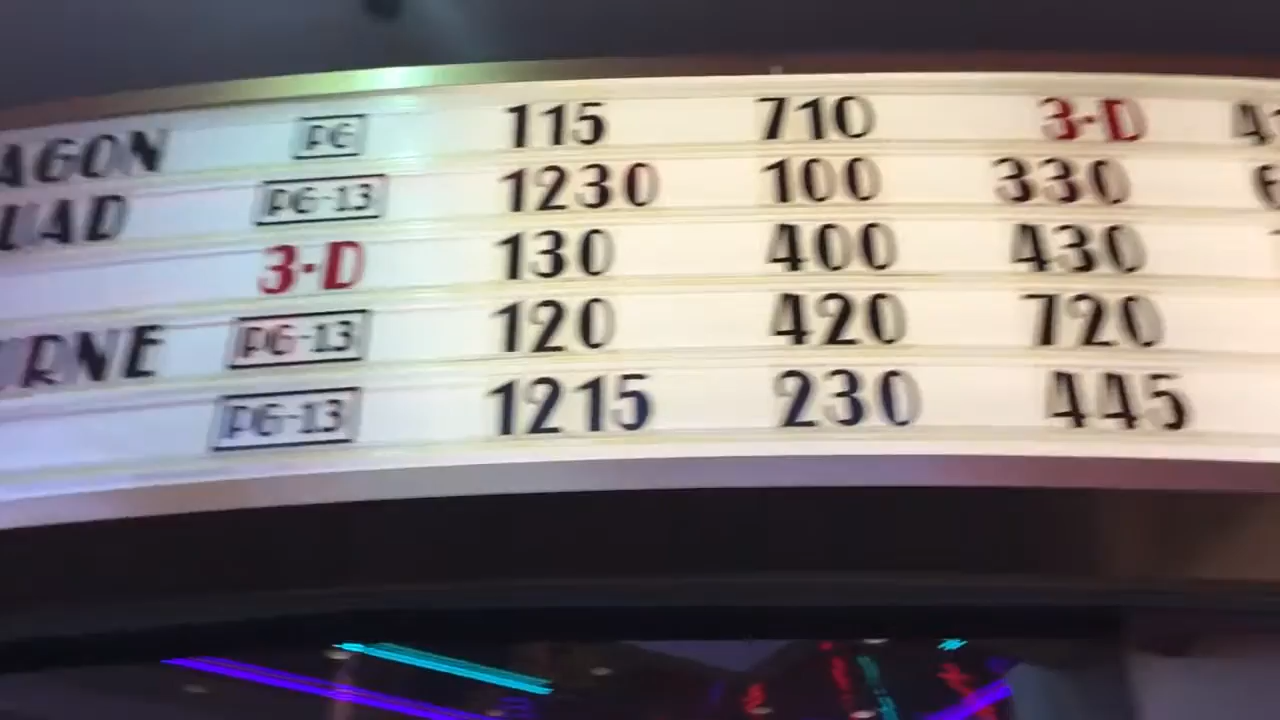 AGON PG 115 710 3-D
UAD PG-13 1230 100 330
3-D 130 400 430
RNE PG-13 120 420 720
PG-13 1215 230 445